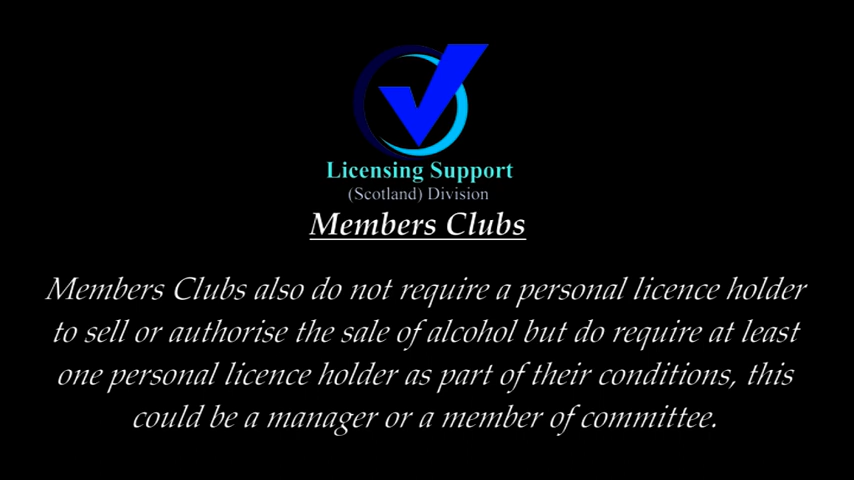 Licensing Support
(Scotland) Division
Members Clubs
Members Clubs also do not require a personal licence holder
to sell or authorise the sale of alcohol but do require at least
one personal licence holder as part of their conditions, this
could be a manager or a member of committee.